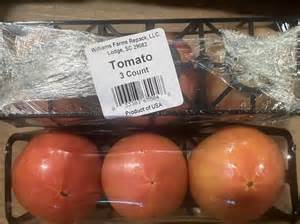 Williams Farms Repack, LLC.
Lodge, SC 29082
Tomato
3 Count
Product of USA